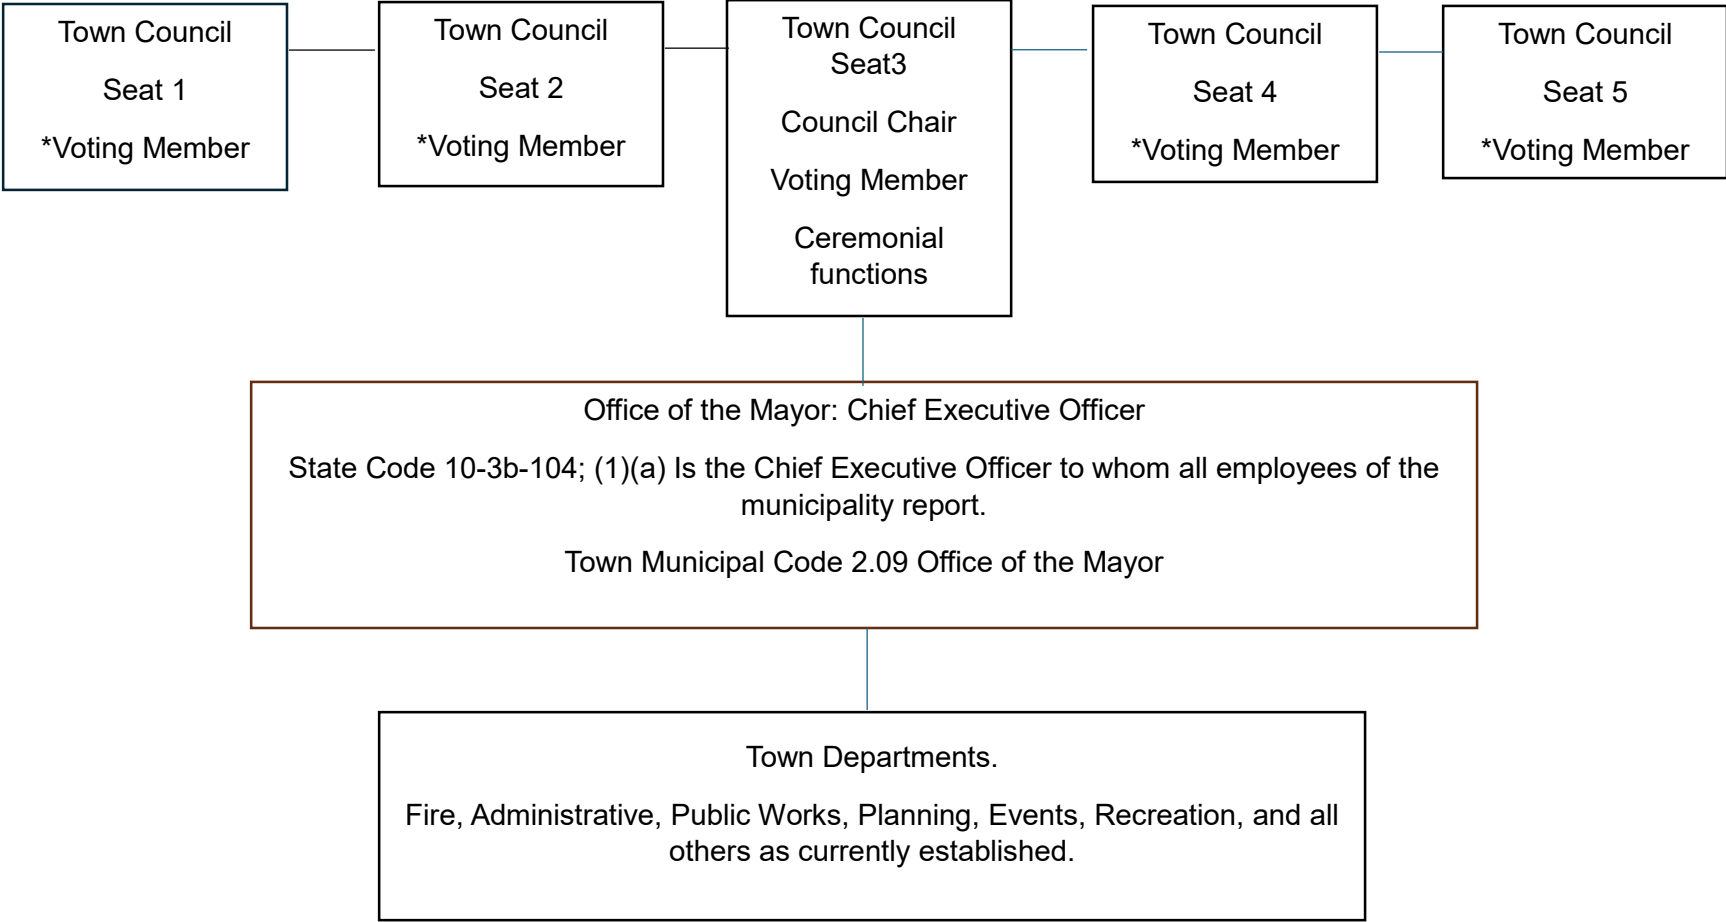 Town Council
Seat 1
*Voting Member
Town Council
Seat 2
*Voting Member
Town Council
Seat3
Council Chair
Voting Member
Ceremonial
functions
Town Council
Seat 4
*Voting Member
Town Council
Seat 5
*Voting Member
Office of the Mayor: Chief Executive Officer
State Code 10-3b-104; (1)(a) Is the Chief Executive Officer to whom all employees of the
municipality report.
Town Municipal Code 2.09 Office of the Mayor
Town Departments.
Fire, Administrative, Public Works, Planning, Events, Recreation, and all
others as currently established.